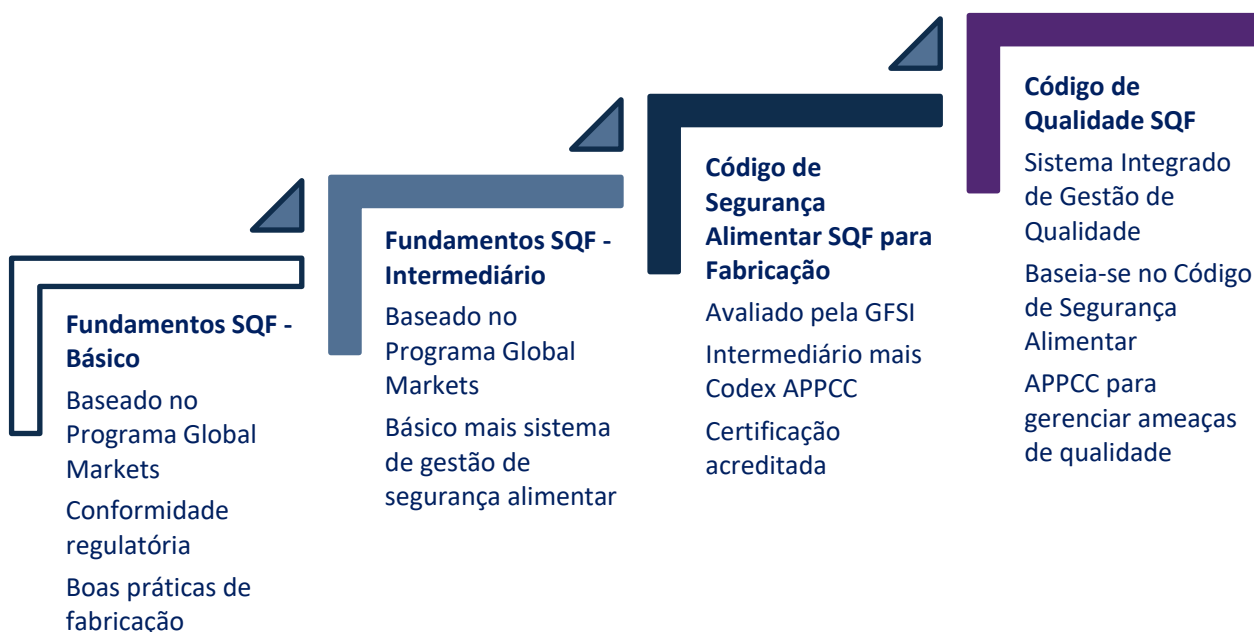 Fundamentos SQF -
Básico
Baseado no
Programa Global
Markets
Conformidade
regulatória
Boas práticas de
fabricação
Fundamentos SQF -
Intermediário
Baseado no
Programa Global
Markets
Básico mais sistema
de gestão de
segurança alimentar
Código de
Segurança
Alimentar SQF para
Fabricação
Avaliado pela GFSI
Intermediário mais
Codex APPCC
Certificação
acreditada
Código de
Qualidade SQF
Sistema Integrado
de Gestão de
Qualidade
Baseia-se no Código
de Segurança
Alimentar
APPCC para
gerenciar ameaças
de qualidade